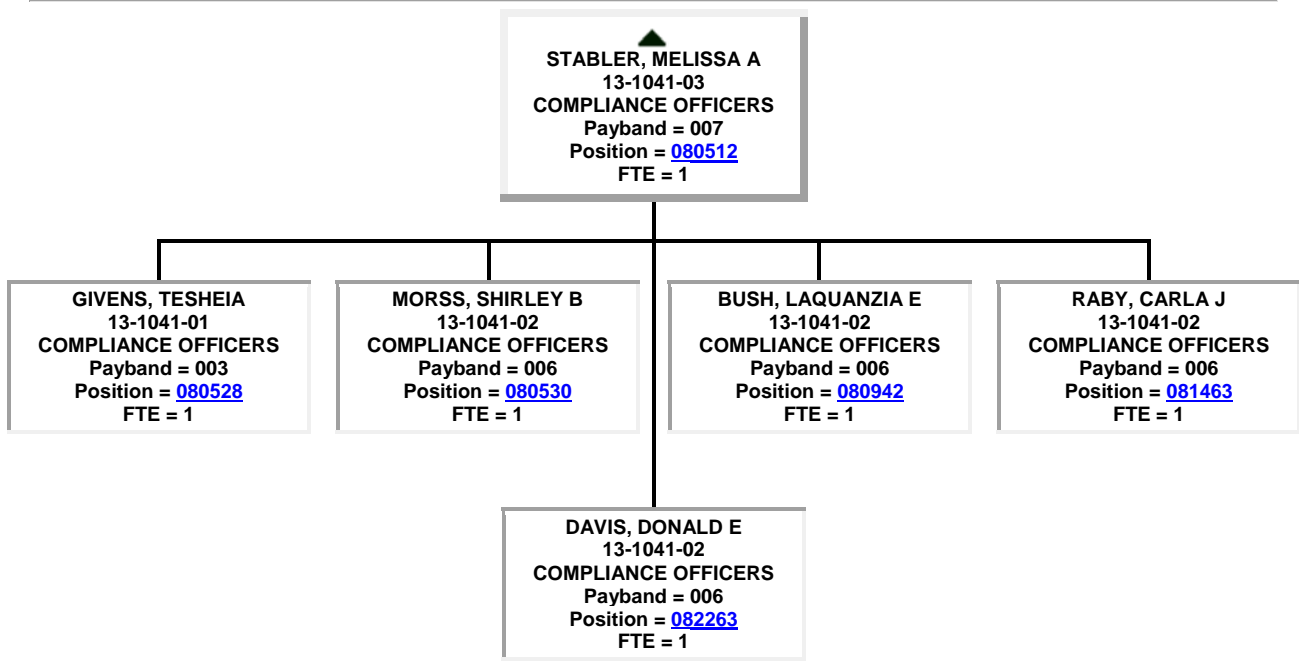 STABLER, MELISSA A
13-1041-03
COMPLIANCE OFFICERS
Payband = 007
Position = 080512
FTE = 1
GIVENS, TESHEIA
13-1041-01
COMPLIANCE OFFICERS
Payband = 003
Position = 080528
FTE = 1
MORSS, SHIRLEY B
13-1041-02
COMPLIANCE OFFICERS
Payband = 006
Position = 080530
FTE = 1
BUSH, LAQUANZIA E
13-1041-02
COMPLIANCE OFFICERS
Payband = 006
Position = 080942
FTE = 1
RABY, CARLA J
13-1041-02
COMPLIANCE OFFICERS
Payband = 006
Position = 081463
FTE = 1
DAVIS, DONALD E
13-1041-02
COMPLIANCE OFFICERS
Payband = 006
Position = 082263
FTE = 1